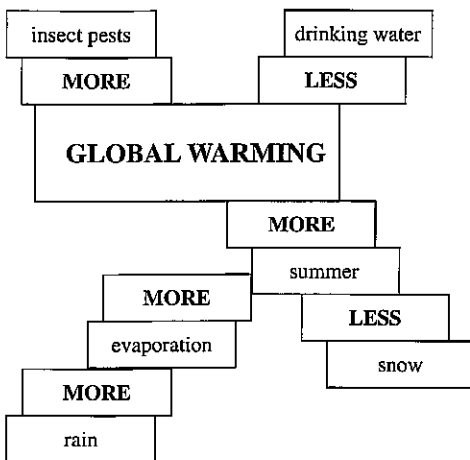 insect pests
drinking water
MORE
LESS
GLOBAL WARMING
MORE
summer
MORE
LESS
evaporation
snow
MORE
rain